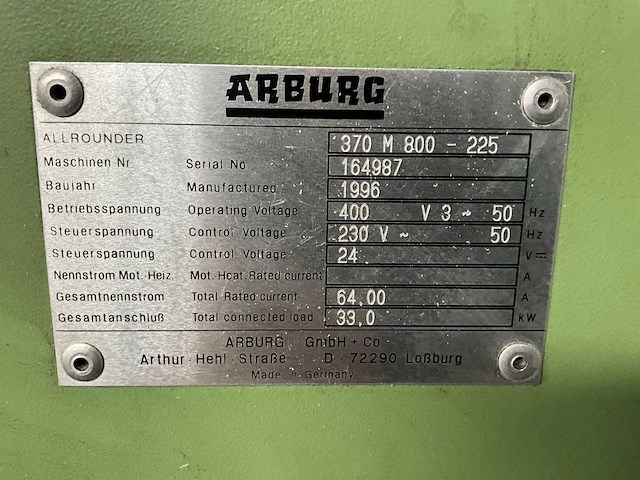 ARBURG
ALLROUNDER 370 M 800 - 225
Maschinen Nr Serial No 164987
Baujahr Manufactured 1996
Betriebsspannung Operating Voltage 400 V 3 ~ 50 Hz
Steuerspannung Control Voltage 230 V ~ 50 Hz
Steuerspannung Control Voltage 24 V ⎓
Nennstrom Mot.-Heiz. Mot.-Heat.Rated current A
Gesamtnennstrom Total Rated current 64.00 A
Gesamtanschluß Total connected load 33.0 kW
ARBURG GmbH + Co
Arthur-Hehl-Straße D-72290 Loßburg
Made in Germany